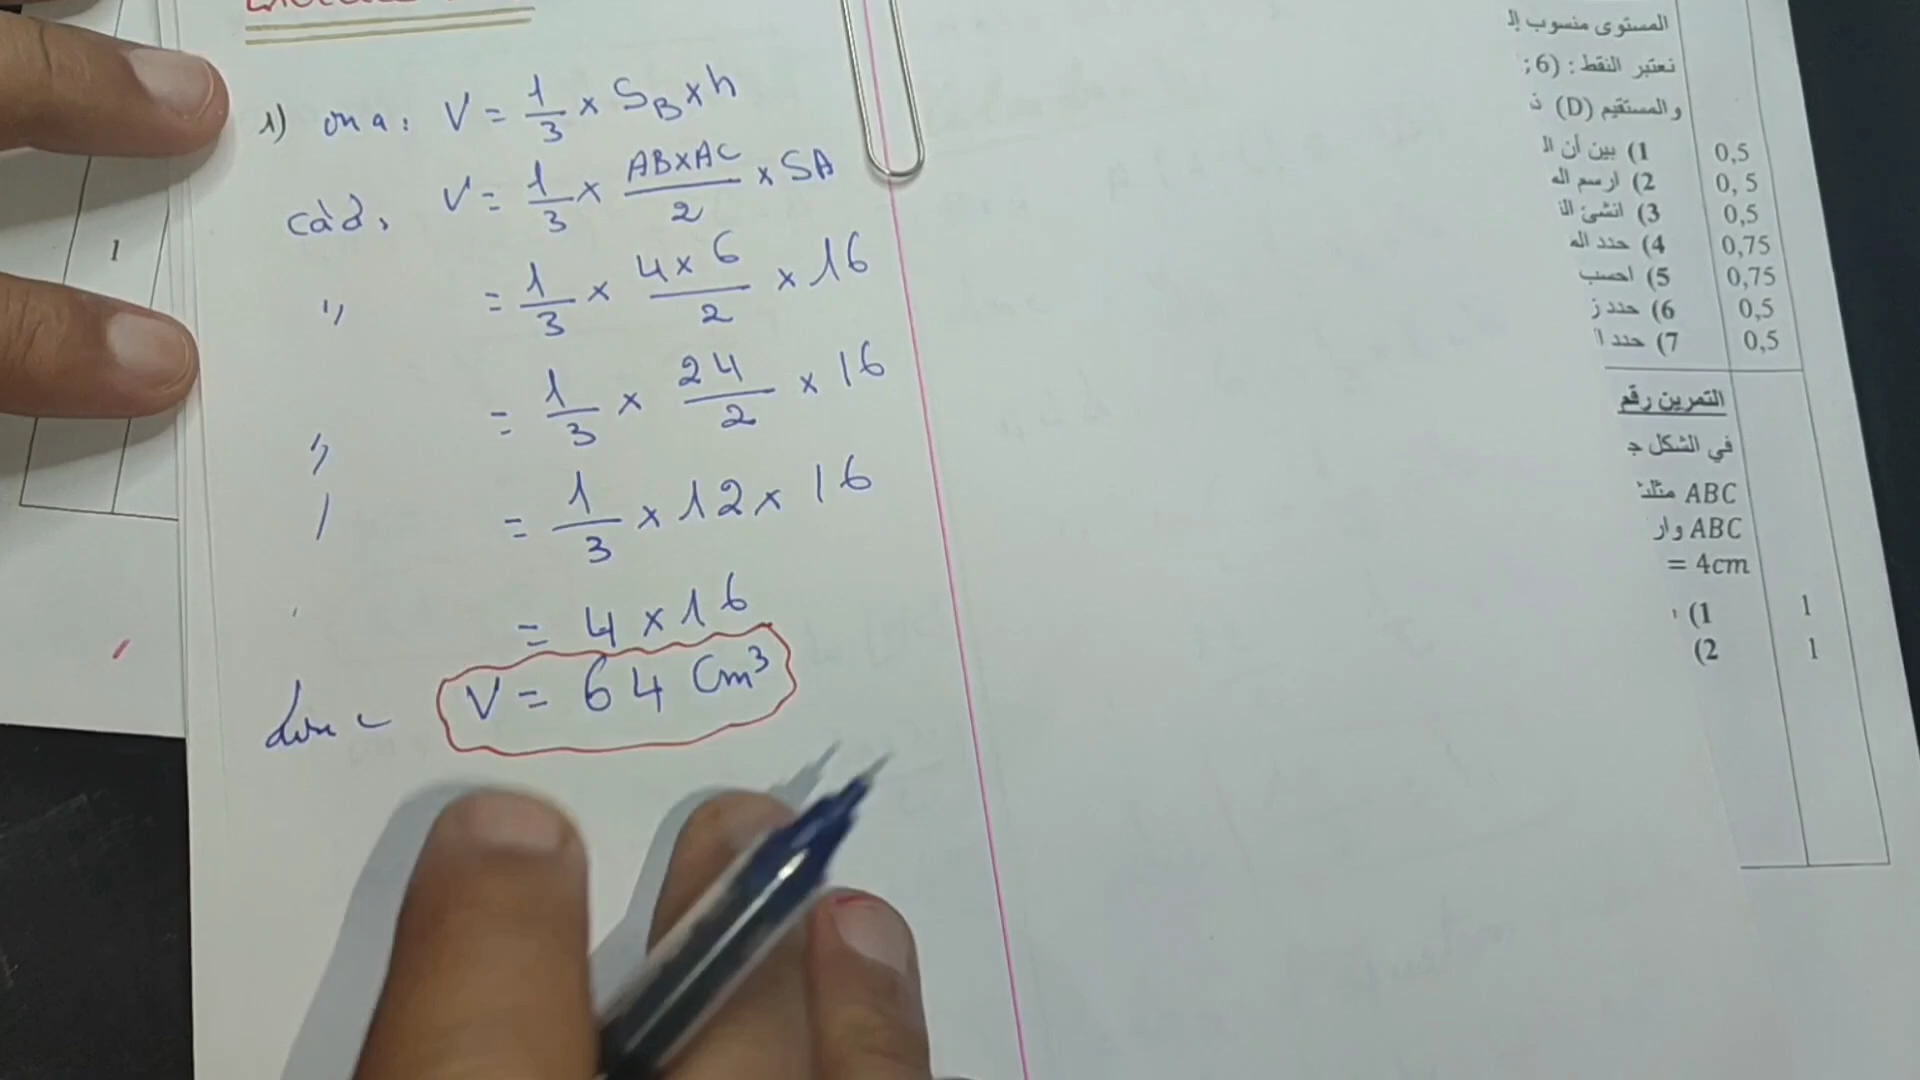 1) on a : V = 1/3 × S_B × h
càd, V = 1/3 × (AB×AC)/2 × SA
,, = 1/3 × (4×6)/2 × 16
,, = 1/3 × 24/2 × 16
/ = 1/3 × 12 × 16
= 4 × 16
donc V = 64 Cm³
1
المستوى منسوب إ
نعتبر النقط : (6;
والمستقيم (D)
0,5 1) بين أن
0,5 2) ارسم
0,5 3) انشئ
0,75 4) حدد
0,75 5) احسب
0,5 6) حدد
0,5 7) حدد
التمرين رقم
في الشكل
ABC مثلث
ABC وار
= 4cm
1 1)
1 2)